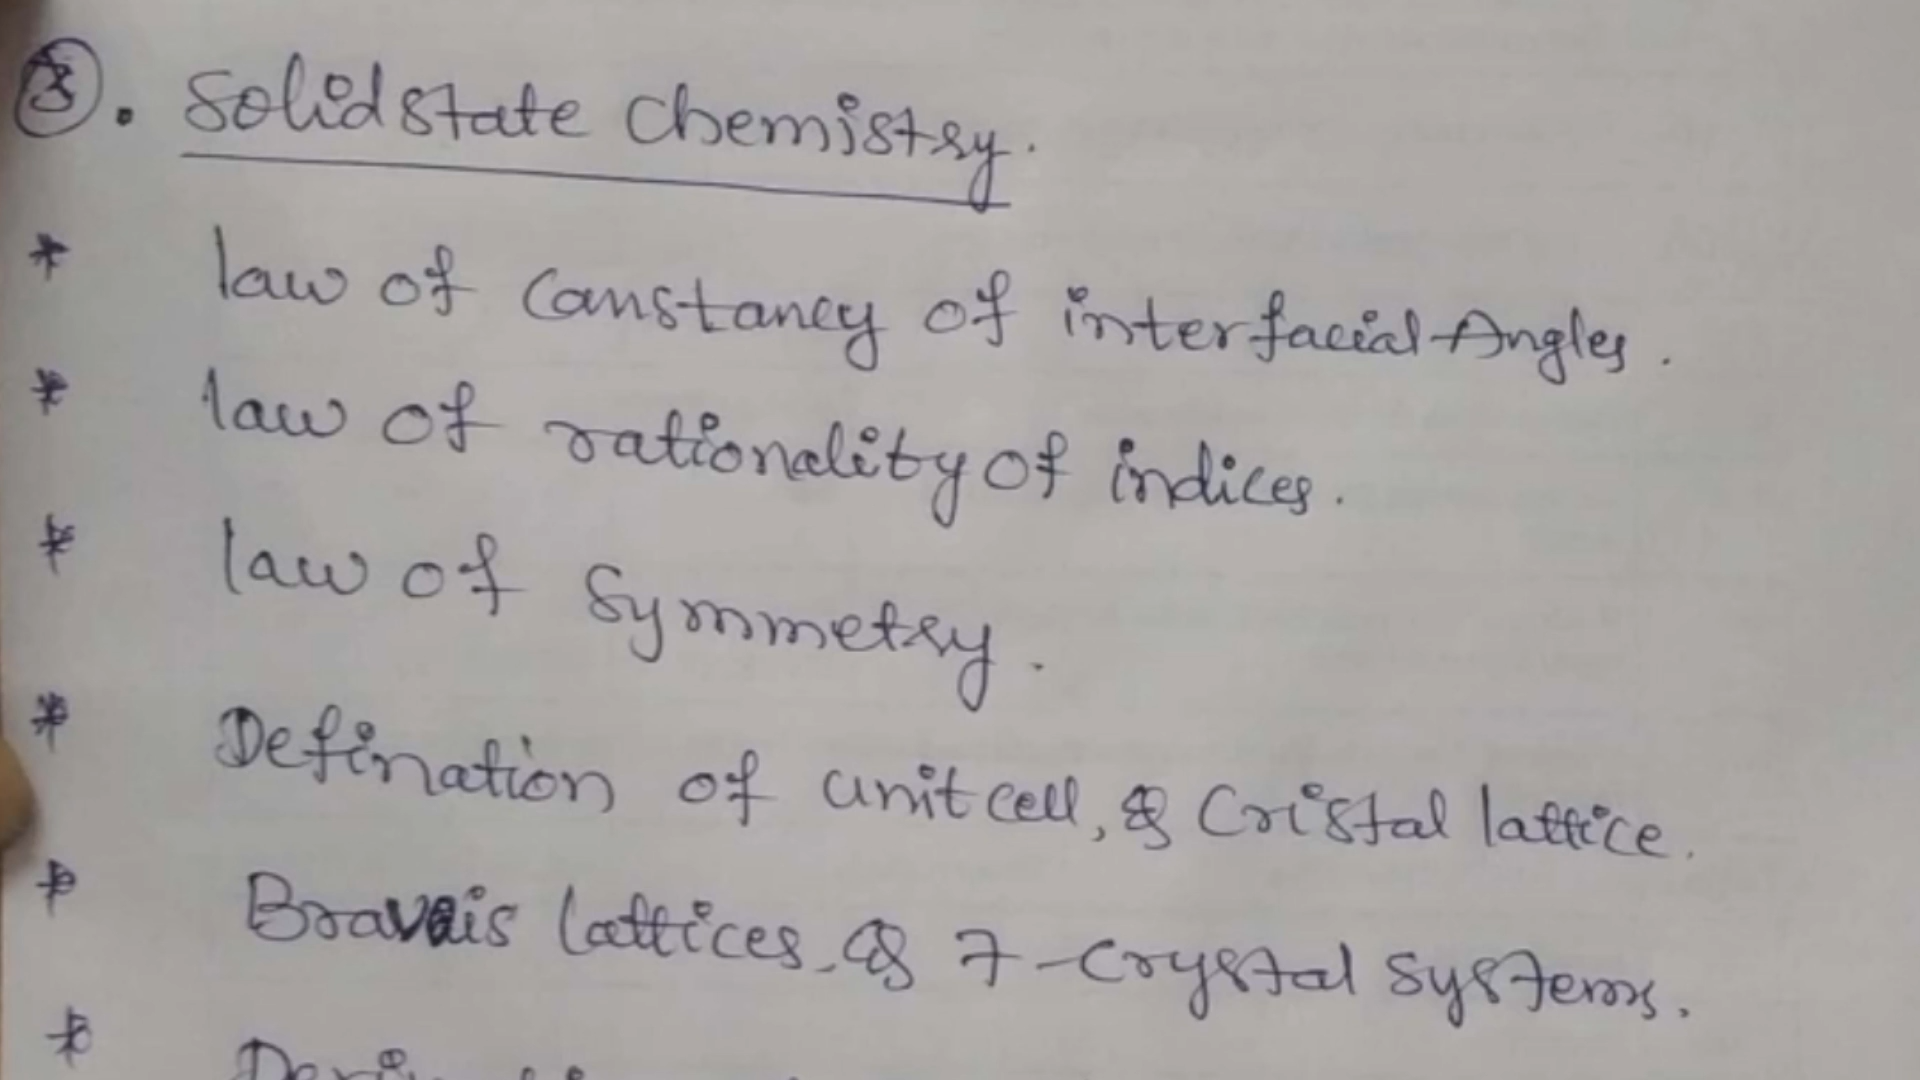 ③. Solid state Chemistry.
* law of Constancy of interfacial Angles.
* law of rationality of indices.
* law of Symmetry.
* Defination of unit cell, & Cristal lattice.
* Bravais lattices & 7-Crystal Systems.
*